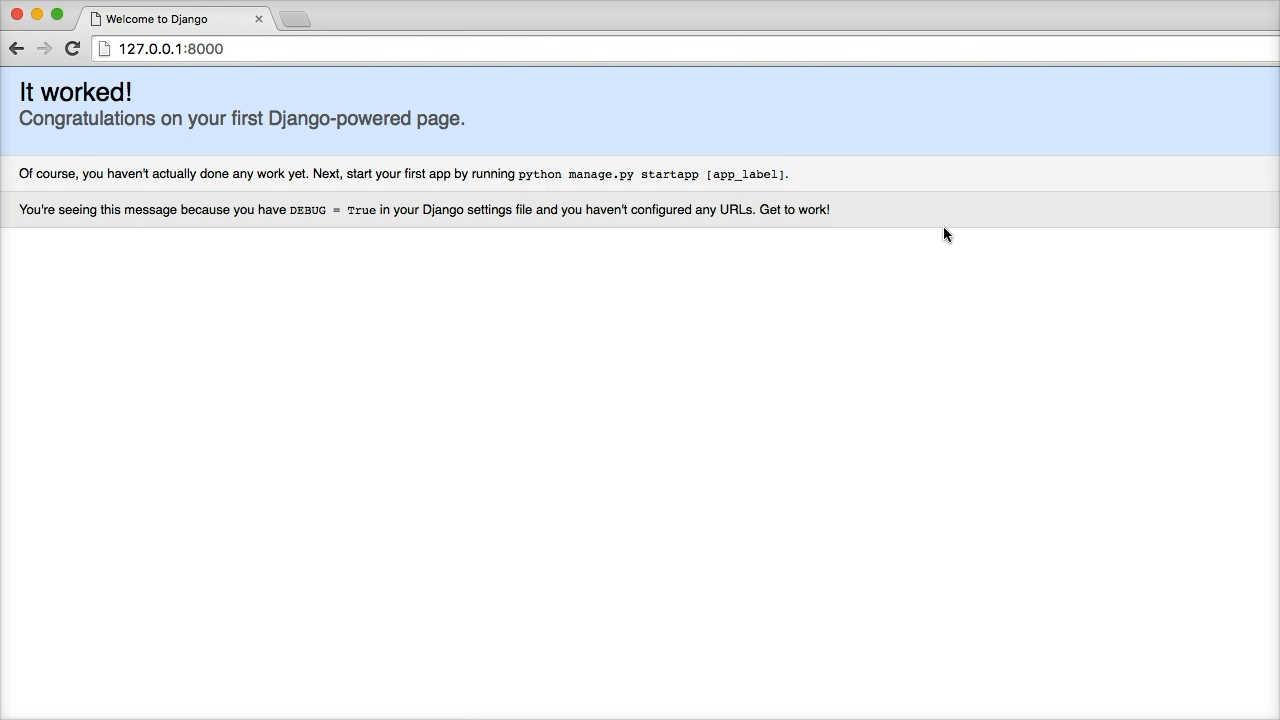 Welcome to Django
127.0.0.1:8000
It worked!
Congratulations on your first Django-powered page.
Of course, you haven't actually done any work yet. Next, start your first app by running python manage.py startapp [app_label].
You're seeing this message because you have DEBUG = True in your Django settings file and you haven't configured any URLs. Get to work!